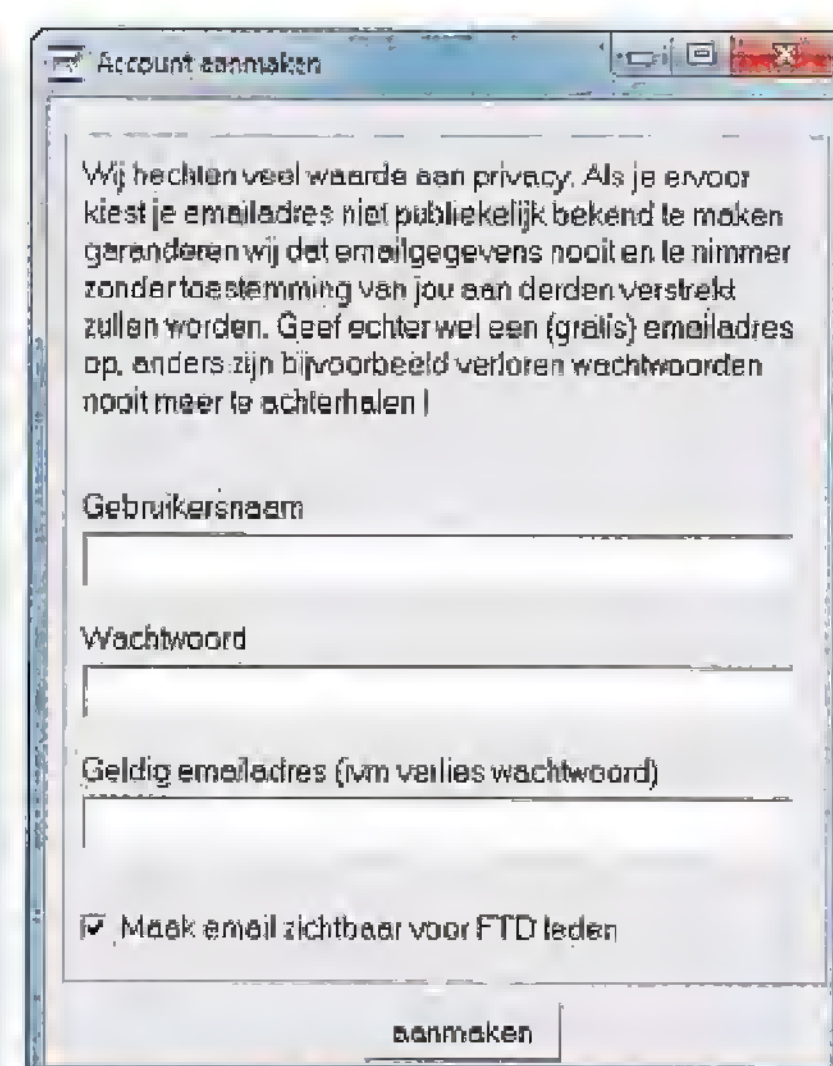 Account aanmaken
Wij hechten veel waarde aan privacy. Als je ervoor
kiest je emailadres niet publiekelijk bekend te maken
garanderen wij dat emailgegevens nooit en te nimmer
zonder toestemming van jou aan derden verstrekt
zullen worden. Geef echter wel een (gratis) emailadres
op, anders zijn bijvoorbeeld verloren wachtwoorden
nooit meer te achterhalen !
Gebruikersnaam
Wachtwoord
Geldig emailadres (ivm verlies wachtwoord)
Maak email zichtbaar voor FTD leden
aanmaken